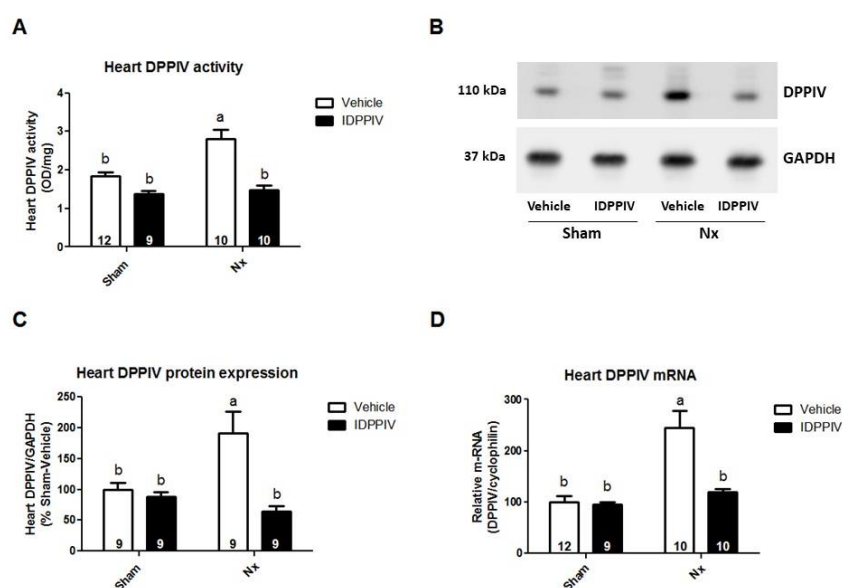 A
Heart DPPIV activity
Heart DPPIV activity
(OD/mg)
4
3
2
1
0
b
b
a
b
12
9
10
10
Sham
Nx
Vehicle
IDPPIV
B
110 kDa
DPPIV
37 kDa
GAPDH
Vehicle IDPPIV Vehicle IDPPIV
Sham Nx
C
Heart DPPIV protein expression
Heart DPPIV/GAPDH
(% Sham-Vehicle)
250
200
150
100
50
0
b
b
a
b
9
9
9
9
Sham
Nx
Vehicle
IDPPIV
D
Heart DPPIV mRNA
Relative m-RNA
(DPPIV/cyclophilin)
300
200
100
0
b
b
a
b
12
9
10
10
Sham
Nx
Vehicle
IDPPIV